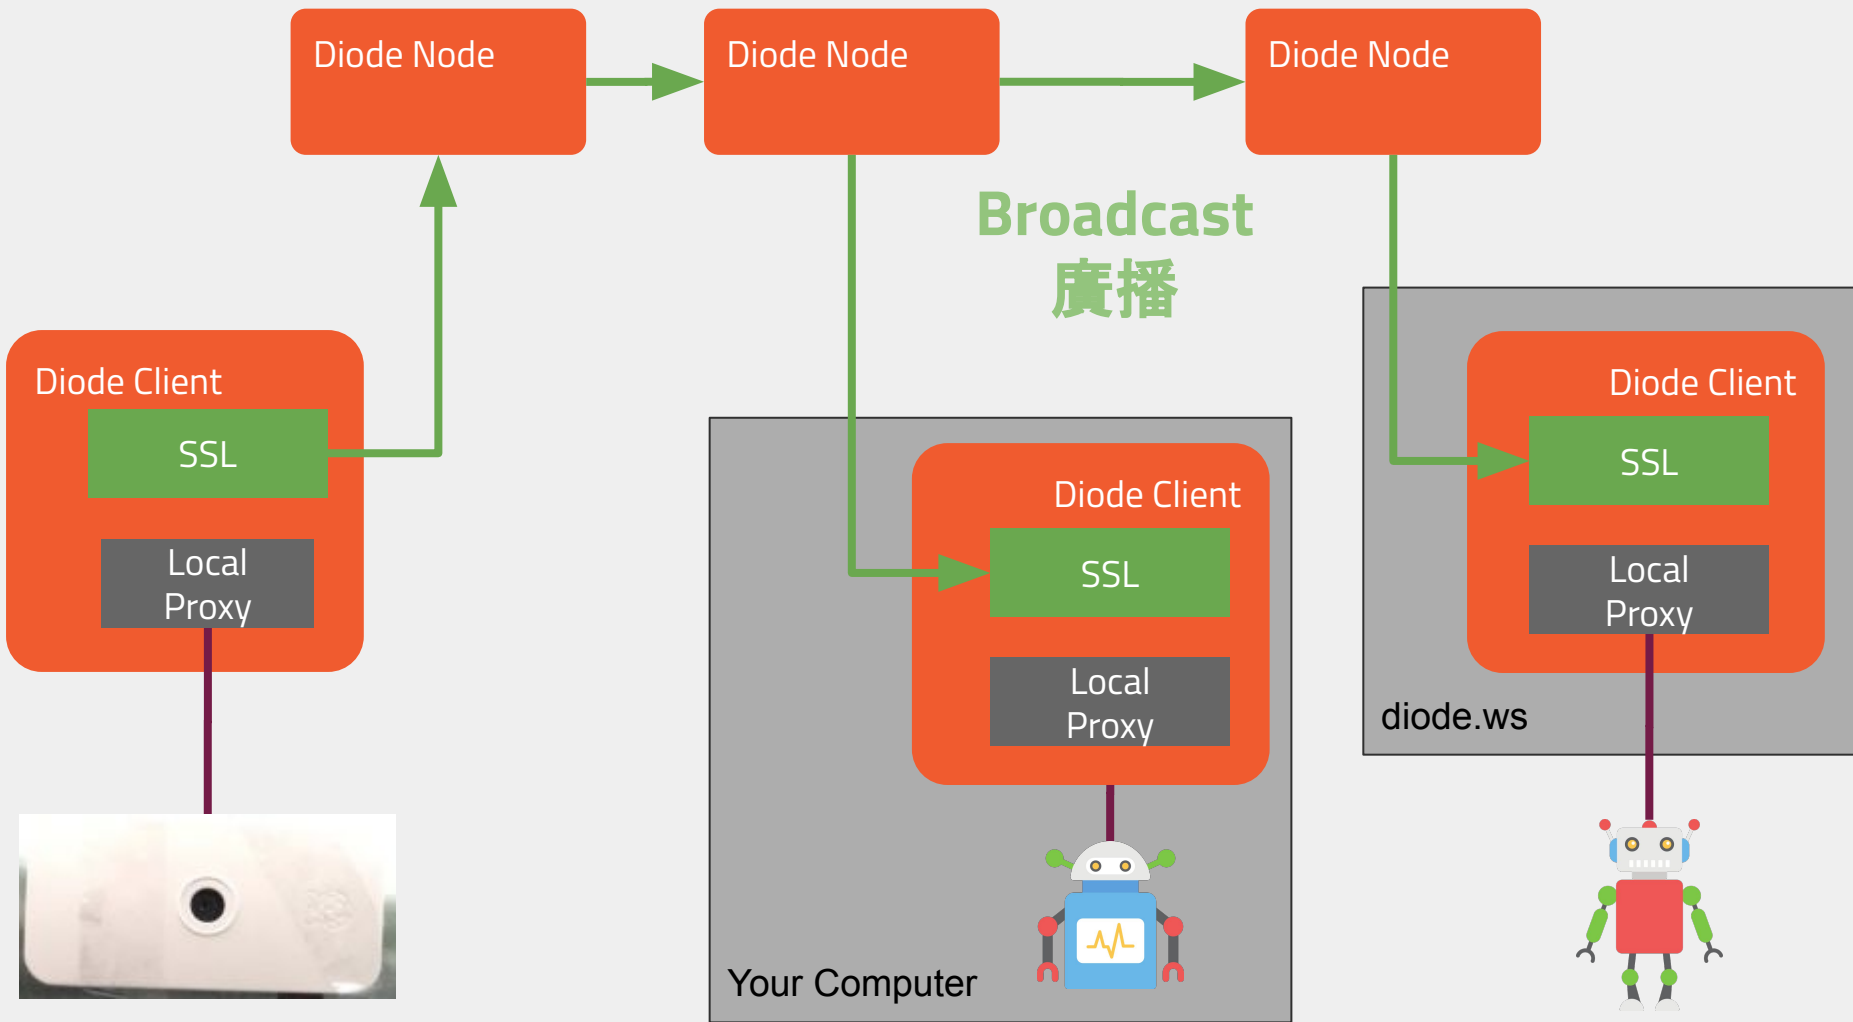 Diode Node
Diode Node
Diode Node
Broadcast
廣播
Diode Client
SSL
Local
Proxy
Diode Client
SSL
Local
Proxy
Your Computer
Diode Client
SSL
Local
Proxy
diode.ws